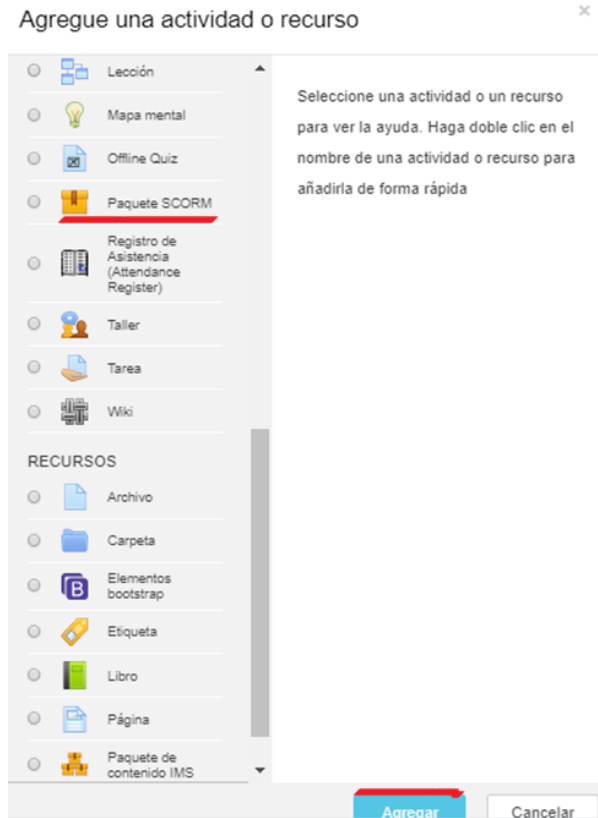 Agregue una actividad o recurso
×
Lección
Mapa mental
Offline Quiz
Paquete SCORM
Registro de
Asistencia
(Attendance
Register)
Taller
Tarea
Wiki
RECURSOS
Archivo
Carpeta
B
Elementos
bootstrap
Etiqueta
Libro
Página
Paquete de
contenido IMS
Seleccione una actividad o un recurso
para ver la ayuda. Haga doble clic en el
nombre de una actividad o recurso para
añadirla de forma rápida
Agregar
Cancelar